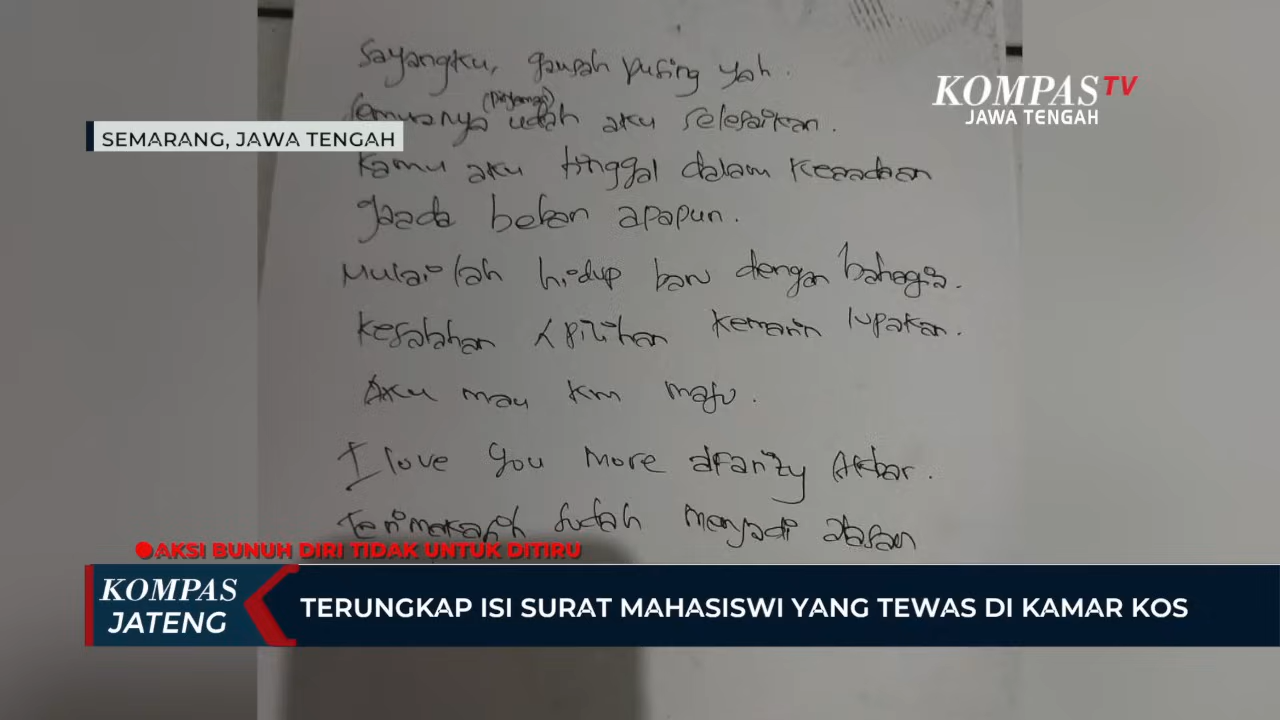 Sayangku, gausah pusing yah.
(pinjaman)
Semuanya udah aku selesaikan.
Kamu aku tinggal dalam keaadaan
gaada beban apapun.
Mulailah hidup baru dengan bahagia.
Kesalahan & pilihan kemarin lupakan.
Aku mau km maju.
I love you more Akbar.
Terimakasih sudah menjadi alasan
KOMPAS TV
JAWA TENGAH
SEMARANG, JAWA TENGAH
AKSI BUNUH DIRI TIDAK UNTUK DITIRU
KOMPAS JATENG
TERUNGKAP ISI SURAT MAHASISWI YANG TEWAS DI KAMAR KOS